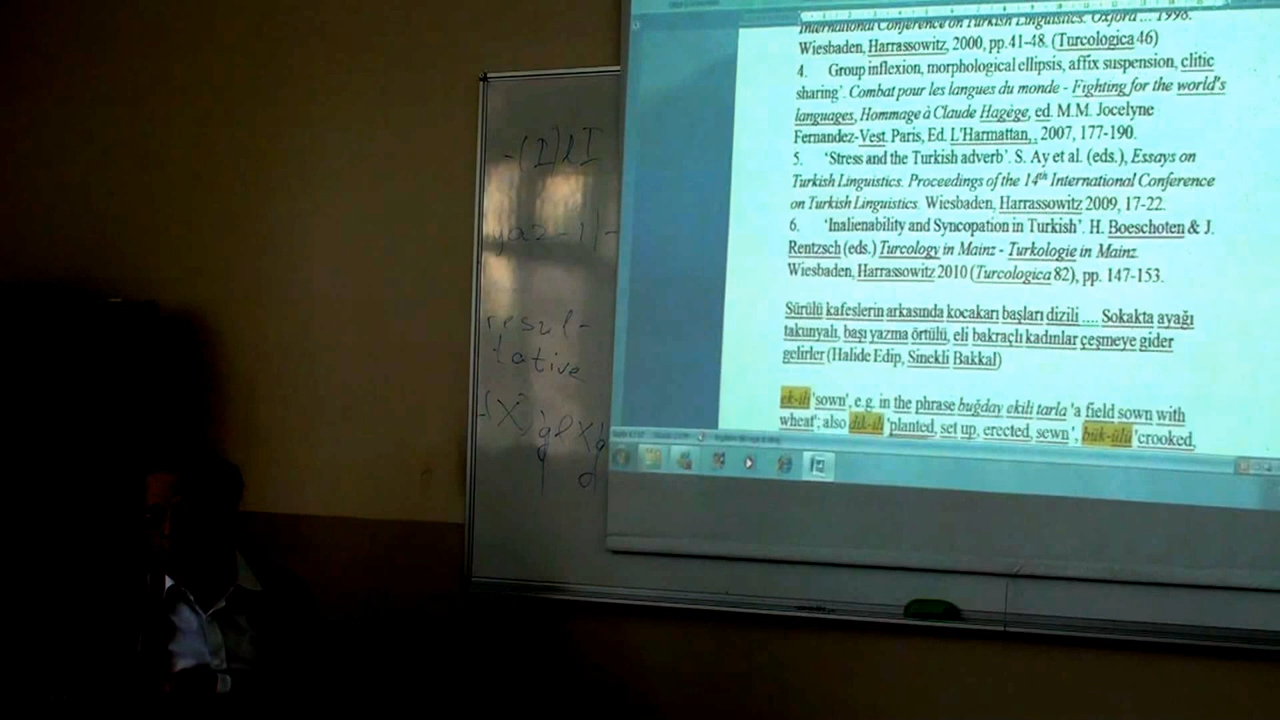 International Conference on Turkish Linguistics. Oxford ... 1998.
Wiesbaden, Harrassowitz, 2000, pp.41-48. (Turcologica 46)
4. Group inflexion, morphological ellipsis, affix suspension, clitic
sharing'. Combat pour les langues du monde - Fighting for the world's
languages, Hommage à Claude Hagège, ed. M.M. Jocelyne
Fernandez-Vest. Paris, Ed. L'Harmattan, , 2007, 177-190.
5. 'Stress and the Turkish adverb'. S. Ay et al. (eds.), Essays on
Turkish Linguistics. Proceedings of the 14th International Conference
on Turkish Linguistics. Wiesbaden, Harrassowitz 2009, 17-22.
6. 'Inalienability and Syncopation in Turkish'. H. Boeschoten & J.
Rentzsch (eds.) Turcology in Mainz - Turkologie in Mainz.
Wiesbaden, Harrassowitz 2010 (Turcologica 82), pp. 147-153.
Sürülü kafeslerin arkasında kocakarı başları dizili .... Sokakta ayağı
takunyalı, başı yazma örtülü, eli bakraçlı kadınlar çeşmeye gider
gelirler (Halide Edip, Sinekli Bakkal)
ek-ili 'sown', e.g. in the phrase buğday ekili tarla 'a field sown with
wheat'; also dik-ili 'planted, set up, erected, sewn', bük-ülü 'crooked,
-(I)lI
yaz-ıl-
resul-
tative